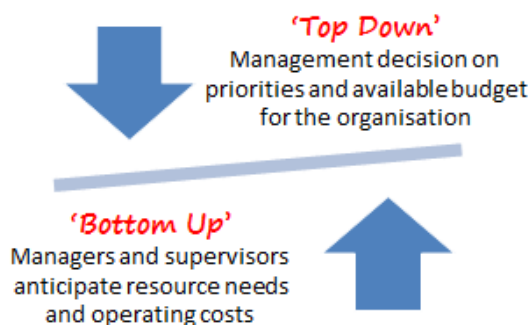 ‘Top Down’
Management decision on
priorities and available budget
for the organisation
‘Bottom Up’
Managers and supervisors
anticipate resource needs
and operating costs